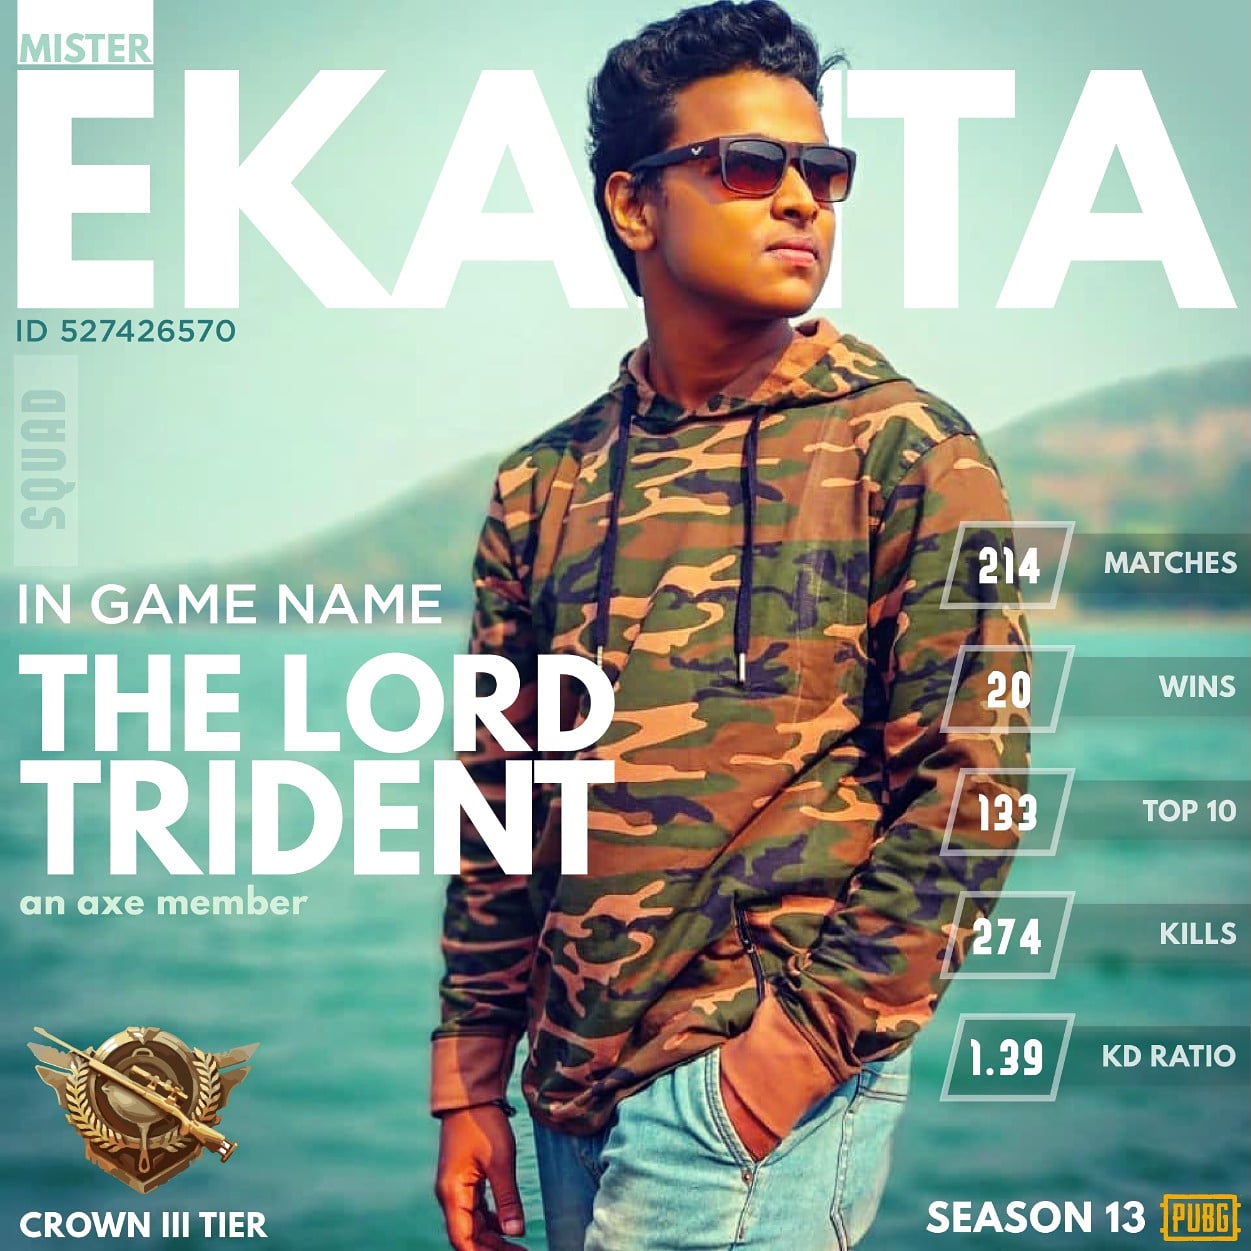 MISTER
EKANTA
ID 527426570
SQUAD
IN GAME NAME
THE LORD
TRIDENT
an axe member
214 MATCHES
20 WINS
133 TOP 10
274 KILLS
1.39 KD RATIO
CROWN III TIER
SEASON 13 PUBG